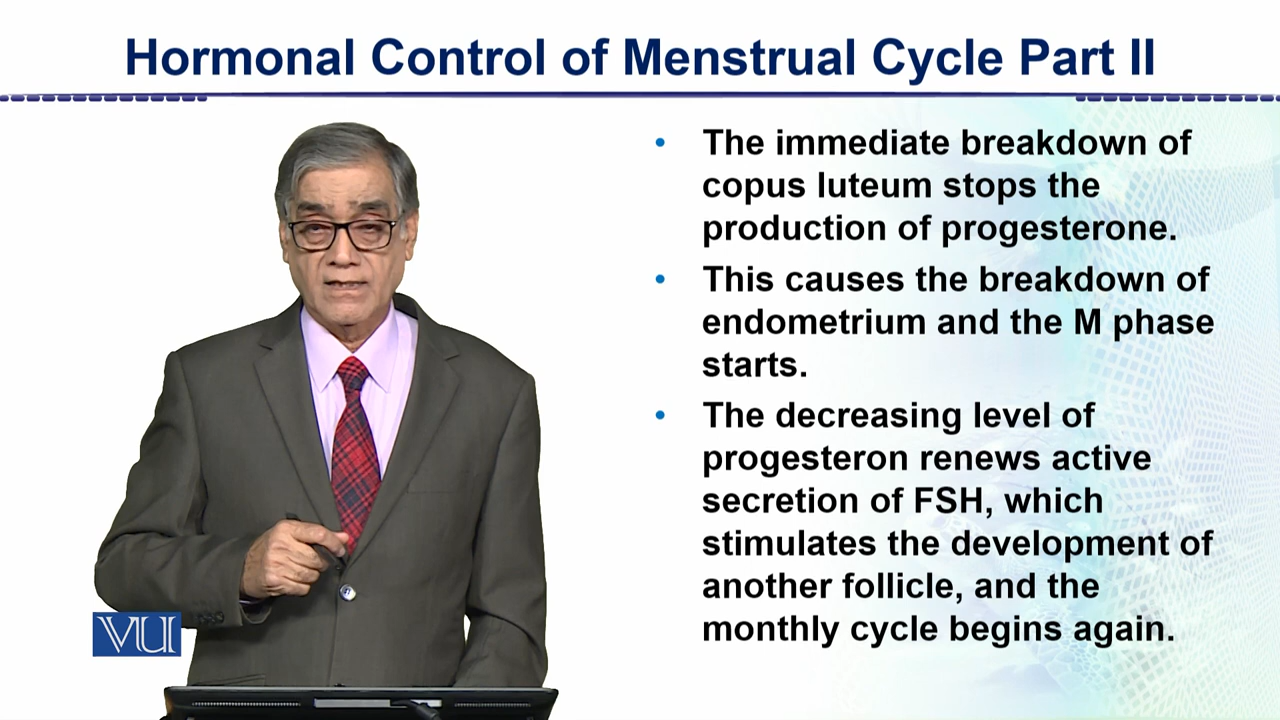 Hormonal Control of Menstrual Cycle Part II
• The immediate breakdown of
copus luteum stops the
production of progesterone.
• This causes the breakdown of
endometrium and the M phase
starts.
• The decreasing level of
progesteron renews active
secretion of FSH, which
stimulates the development of
another follicle, and the
monthly cycle begins again.
VU